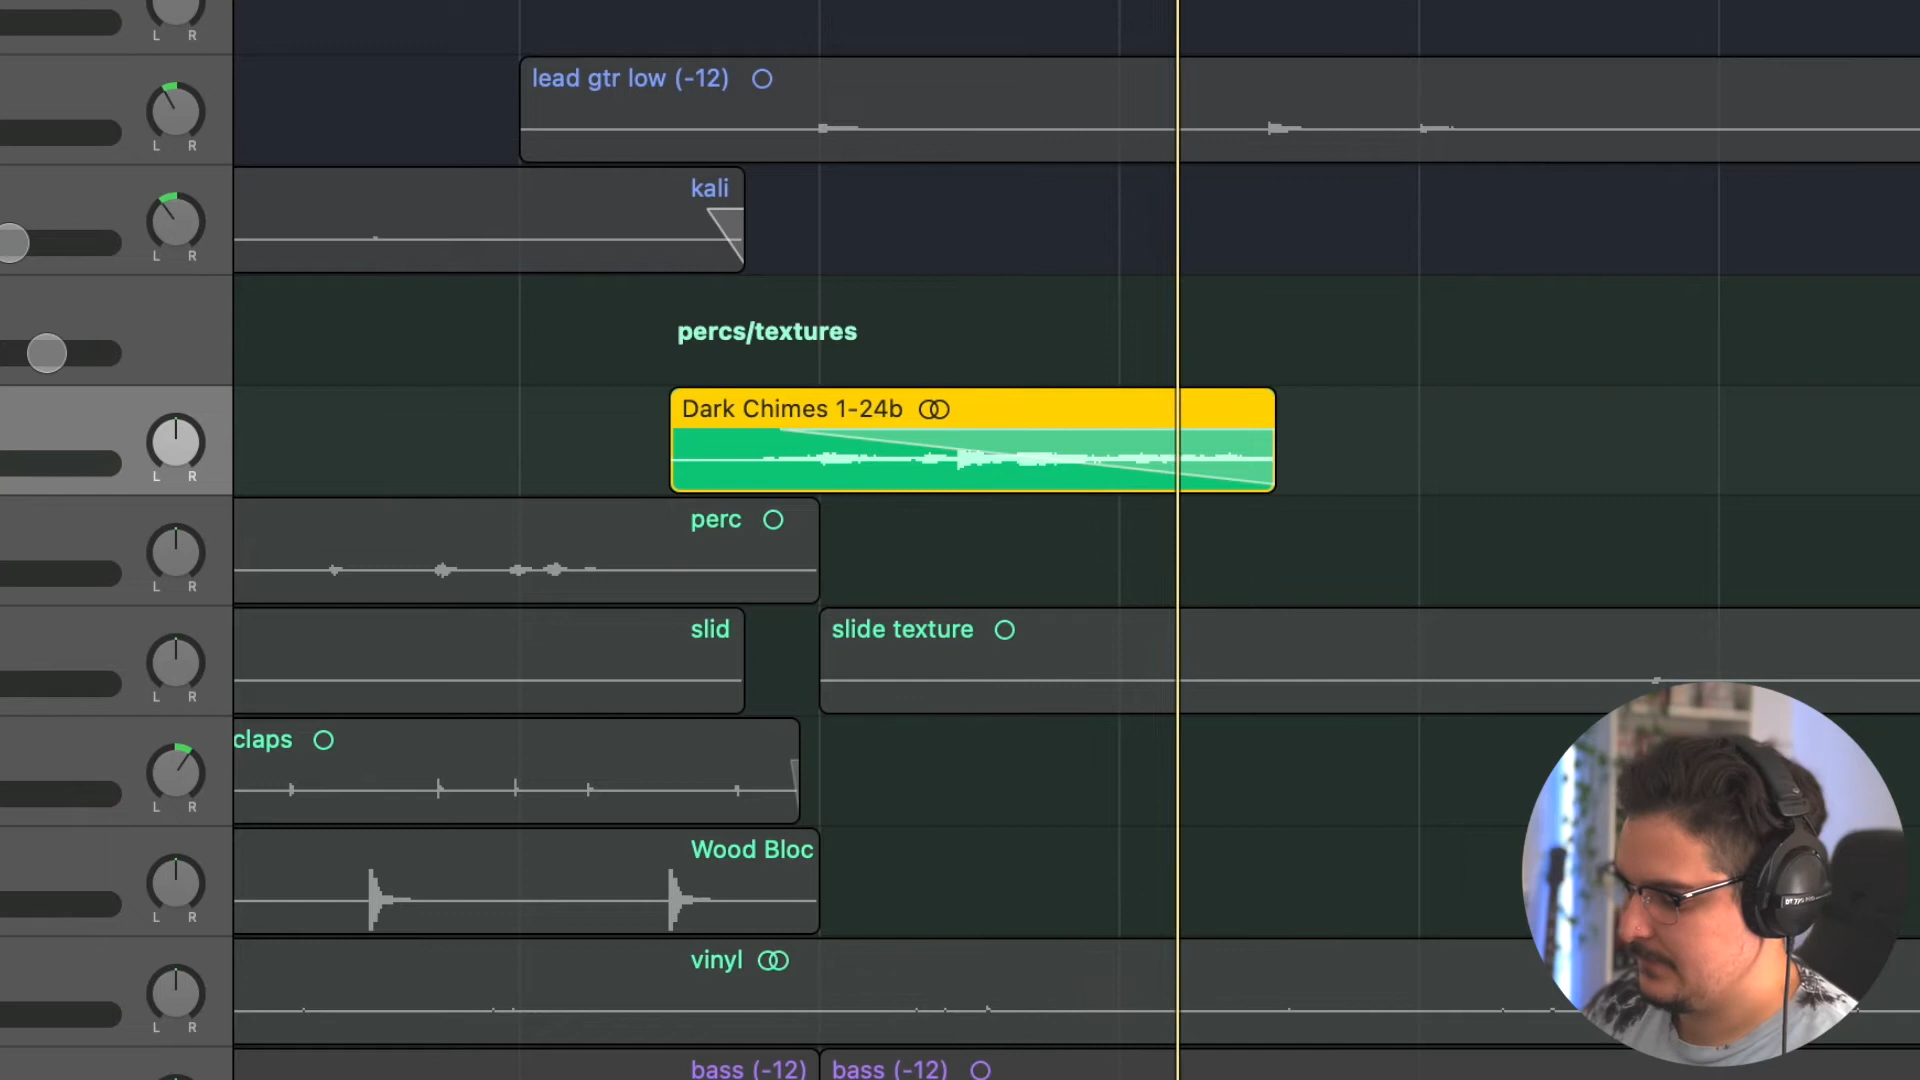 L R
lead gtr low (-12)
L R
kali
L R
percs/textures
Dark Chimes 1-24b
L R
perc
L R
slid
slide texture
L R
claps
L R
Wood Bloc
L R
vinyl
L R
bass (-12)
bass (-12)